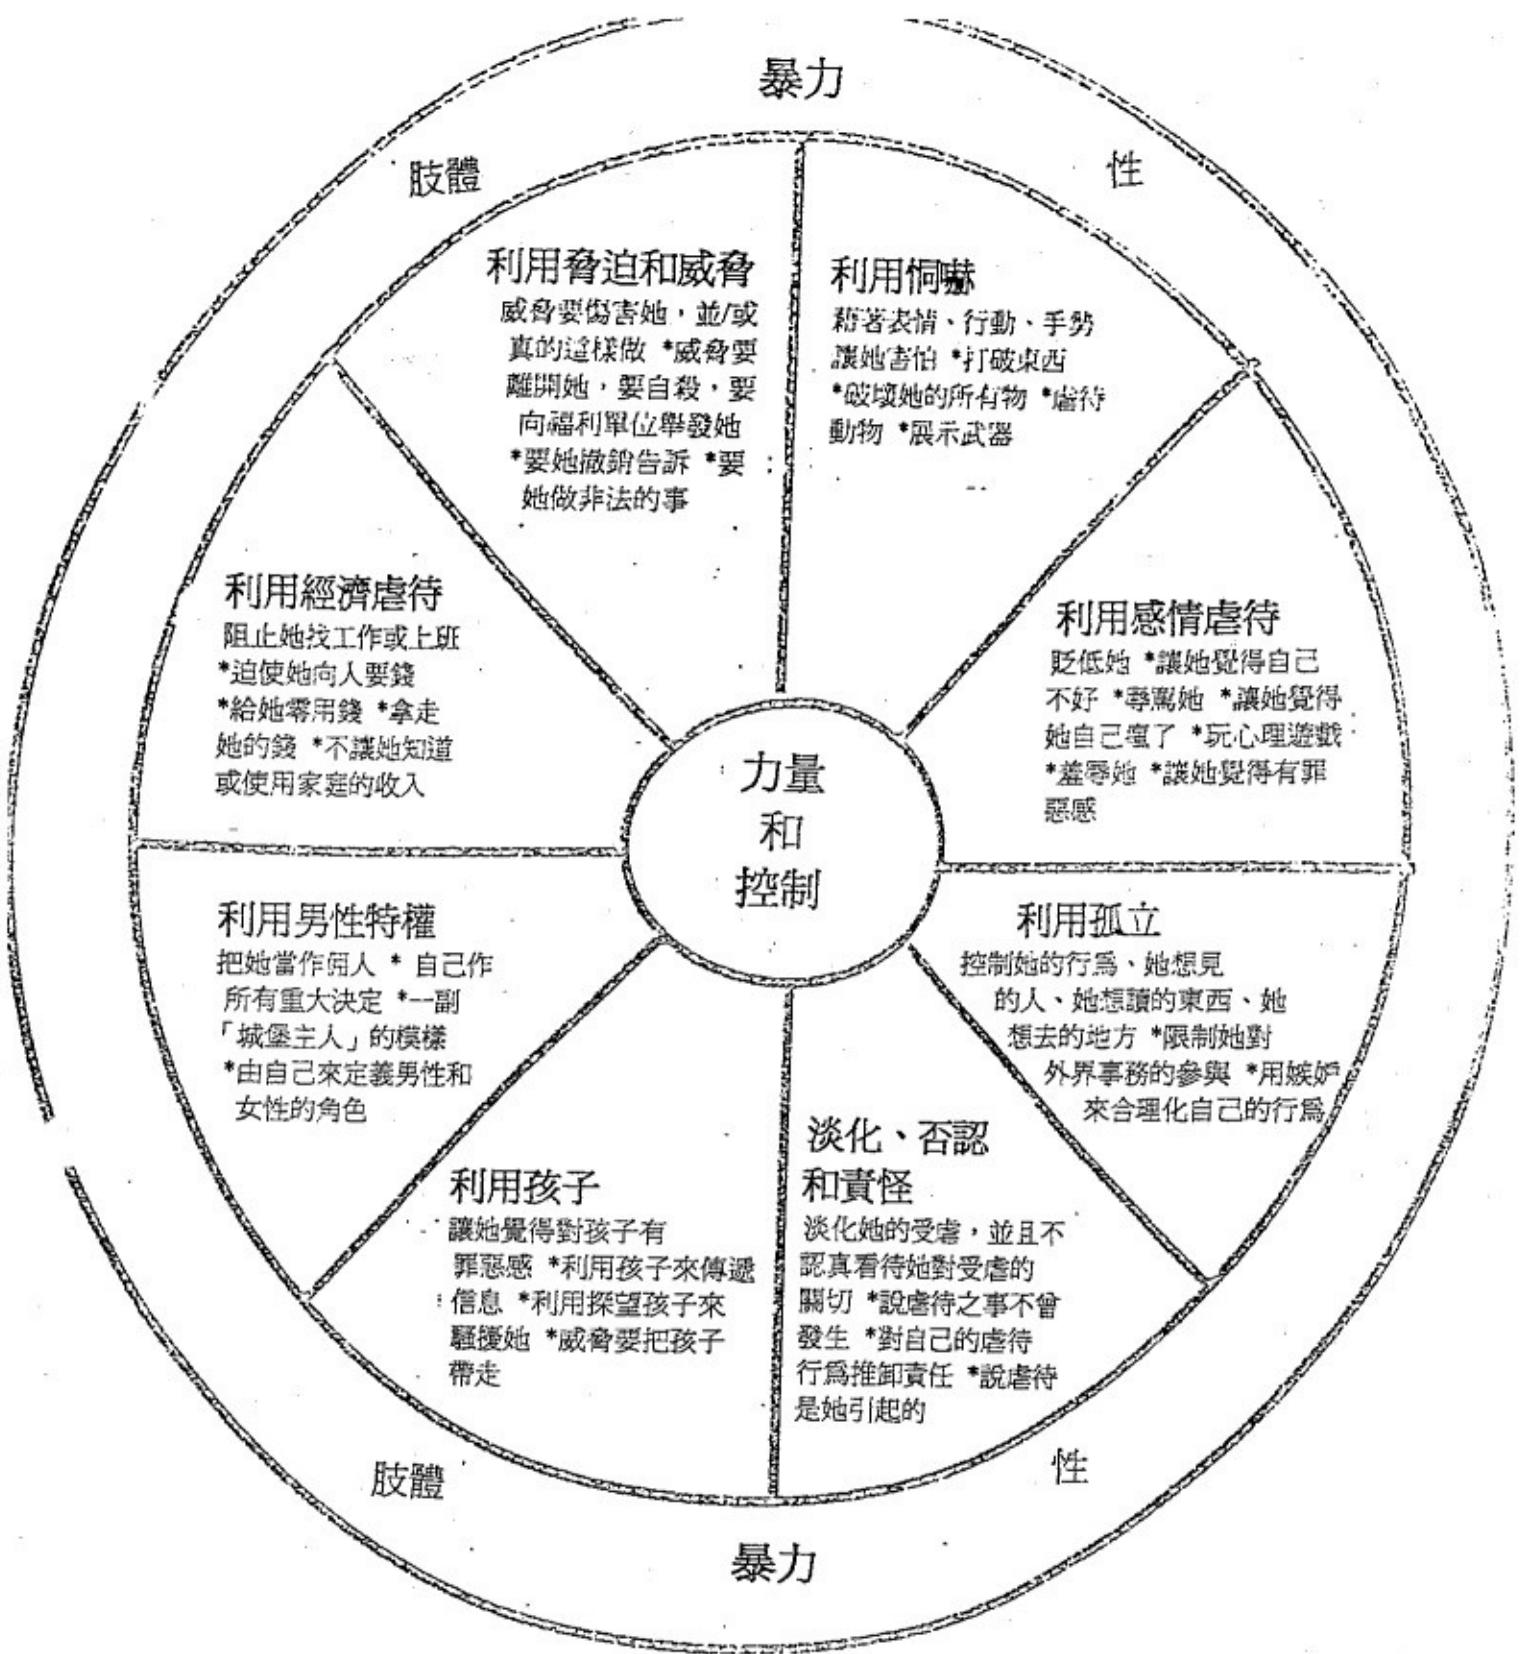 暴力
肢體
性
利用脅迫和威脅
威脅要傷害她，並/或
真的這樣做 *威脅要
離開她，要自殺，要
向福利單位舉發她
*要她撤銷告訴 *要
她做非法的事
利用恫嚇
藉著表情、行動、手勢
讓她害怕 *打破東西
*破壞她的所有物 *虐待
動物 *展示武器
利用經濟虐待
阻止她找工作或上班
*迫使她向人要錢
*給她零用錢 *拿走
她的錢 *不讓她知道
或使用家庭的收入
利用感情虐待
貶低她 *讓她覺得自己
不好 *辱罵她 *讓她覺得
她自己瘋了 *玩心理遊戲
*羞辱她 *讓她覺得有罪
惡感
力量
和
控制
利用男性特權
把她當作佣人 * 自己作
所有重大決定 *一副
「城堡主人」的模樣
*由自己來定義男性和
女性的角色
利用孤立
控制她的行爲、她想見
的人、她想讀的東西、她
想去的地方 *限制她對
外界事務的參與 *用嫉妒
來合理化自己的行爲
利用孩子
讓她覺得對孩子有
罪惡感 *利用孩子來傳遞
信息 *利用探望孩子來
騷擾她 *威脅要把孩子
帶走
淡化、否認
和責怪
淡化她的受虐，並且不
認真看待她對受虐的
關切 *說虐待之事不曾
發生 *對自己的虐待
行爲推卸責任 *說虐待
是她引起的
肢體
性
暴力